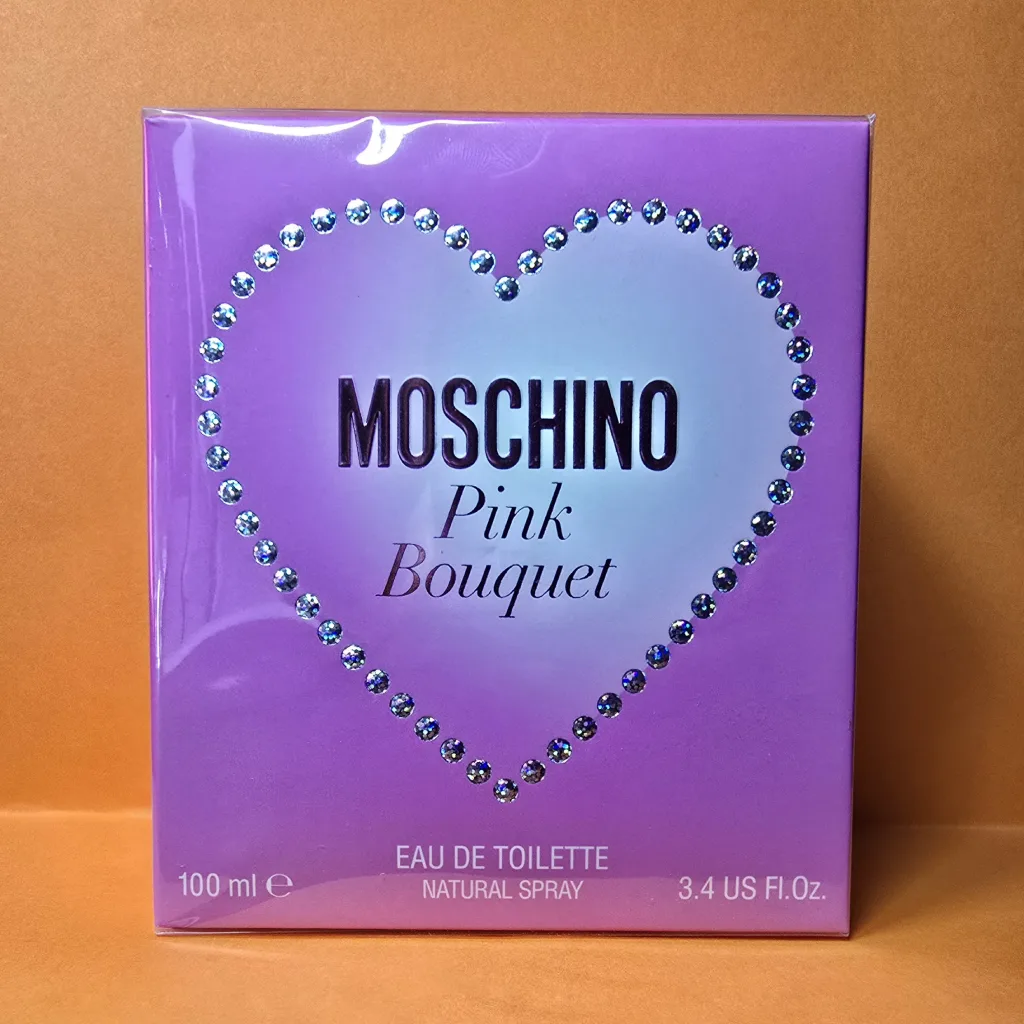 MOSCHINO
Pink
Bouquet
EAU DE TOILETTE
NATURAL SPRAY
100 ml ℮
3.4 US Fl.Oz.